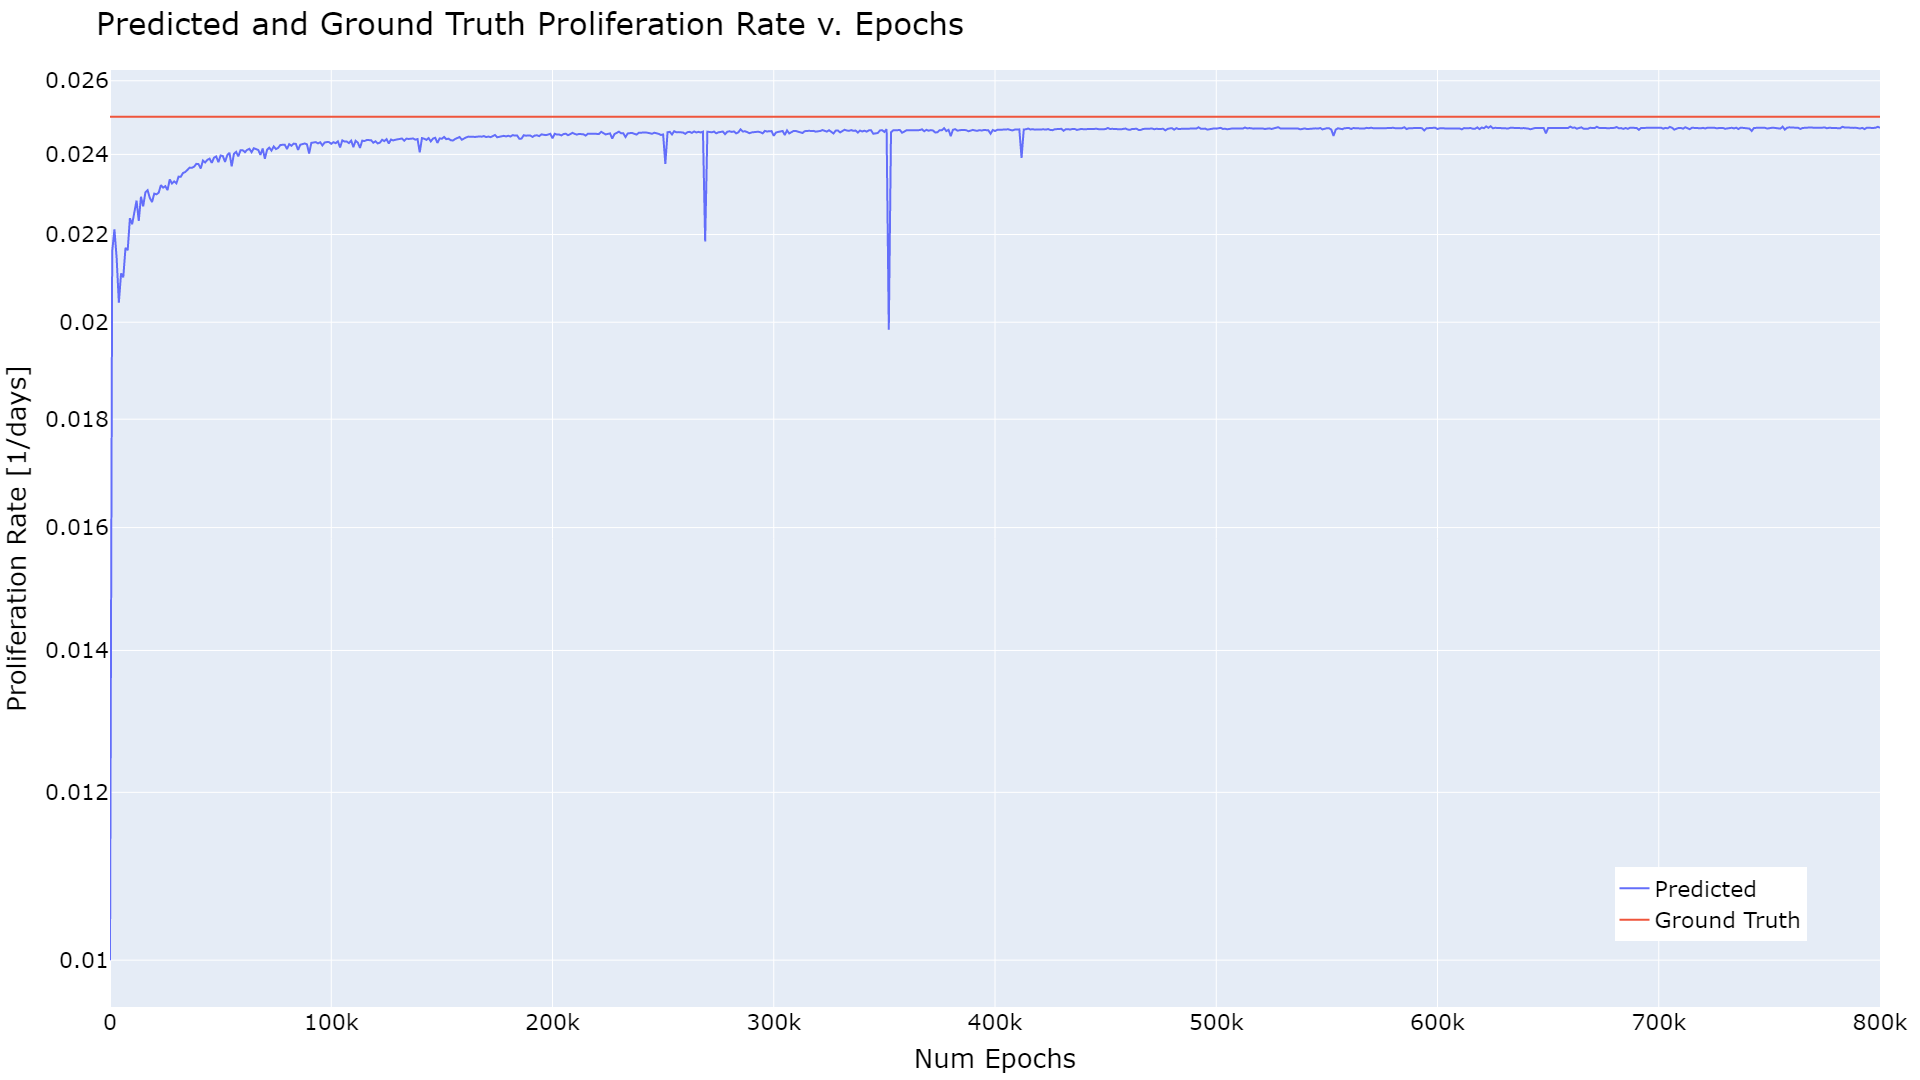 Predicted and Ground Truth Proliferation Rate v. Epochs
0.026
0.024
0.022
0.02
0.018
0.016
0.014
0.012
0.01
Proliferation Rate [1/days]
Predicted
Ground Truth
0 100k 200k 300k 400k 500k 600k 700k 800k
Num Epochs